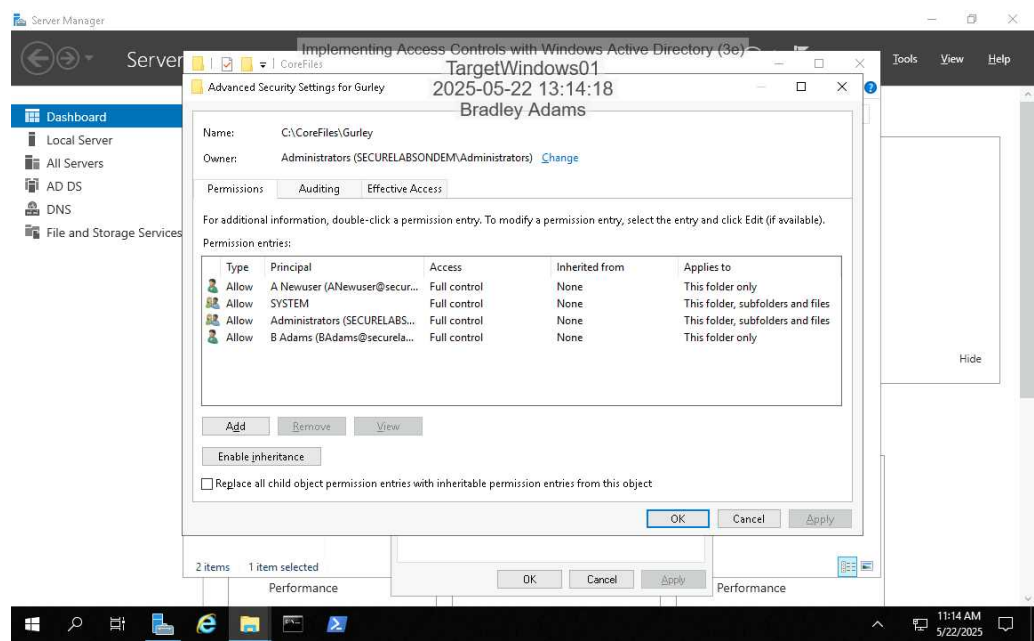 Server Manager
Server
Implementing Access Controls with Windows Active Directory (3e)
TargetWindows01
2025-05-22 13:14:18
Bradley Adams
Tools View Help
CoreFiles
Advanced Security Settings for Gurley
Dashboard
Local Server
All Servers
AD DS
DNS
File and Storage Services
Name: C:\CoreFiles\Gurley
Owner: Administrators (SECURELABSONDEM\Administrators) Change
Permissions Auditing Effective Access
For additional information, double-click a permission entry. To modify a permission entry, select the entry and click Edit (if available).
Permission entries:
Type Principal Access Inherited from Applies to
Allow A Newuser (ANewuser@secur... Full control None This folder only
Allow SYSTEM Full control None This folder, subfolders and files
Allow Administrators (SECURELABS... Full control None This folder, subfolders and files
Allow B Adams (BAdams@securela... Full control None This folder only
Add Remove View
Enable inheritance
Replace all child object permission entries with inheritable permission entries from this object
OK Cancel Apply
Hide
2 items 1 item selected
OK Cancel Apply
Performance Performance
11:14 AM
5/22/2025